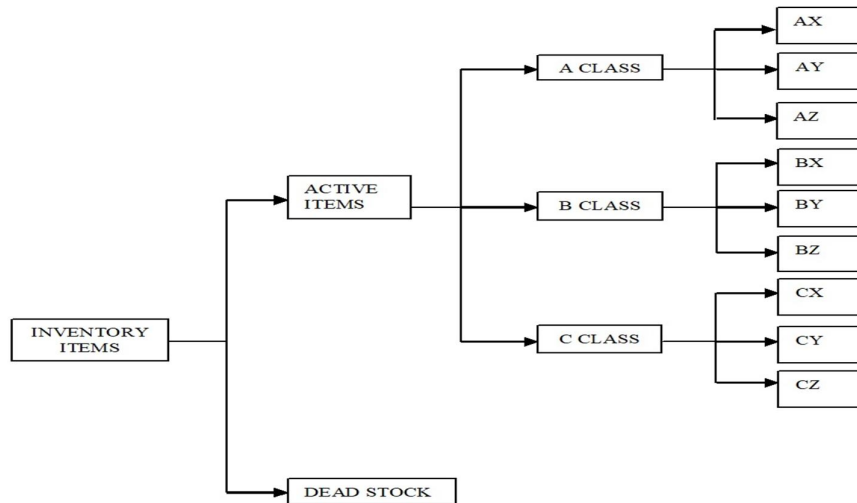 AX
A CLASS
AY
AZ
BX
ACTIVE
ITEMS
B CLASS
BY
BZ
CX
INVENTORY
ITEMS
C CLASS
CY
CZ
DEAD STOCK